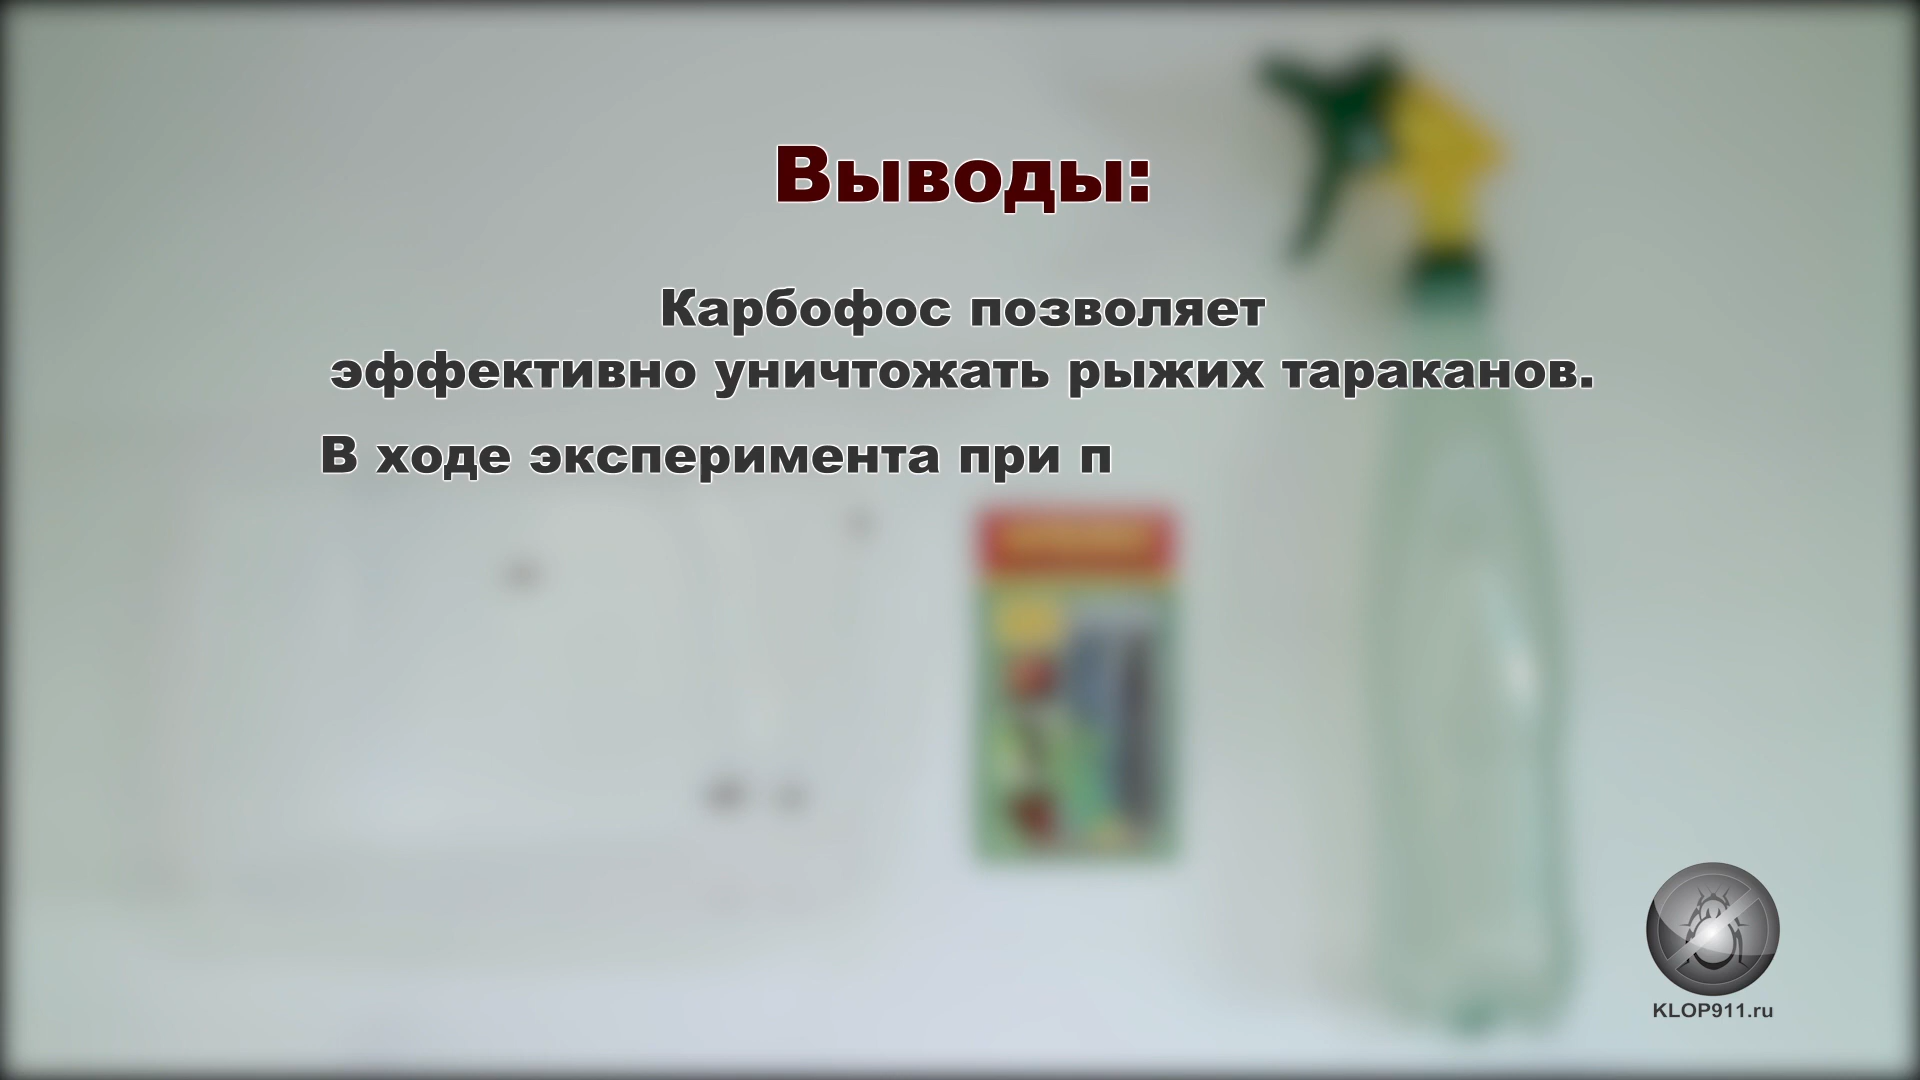 Выводы:
Карбофос позволяет
эффективно уничтожать рыжих тараканов.
В ходе эксперимента при п
KLOP911.ru